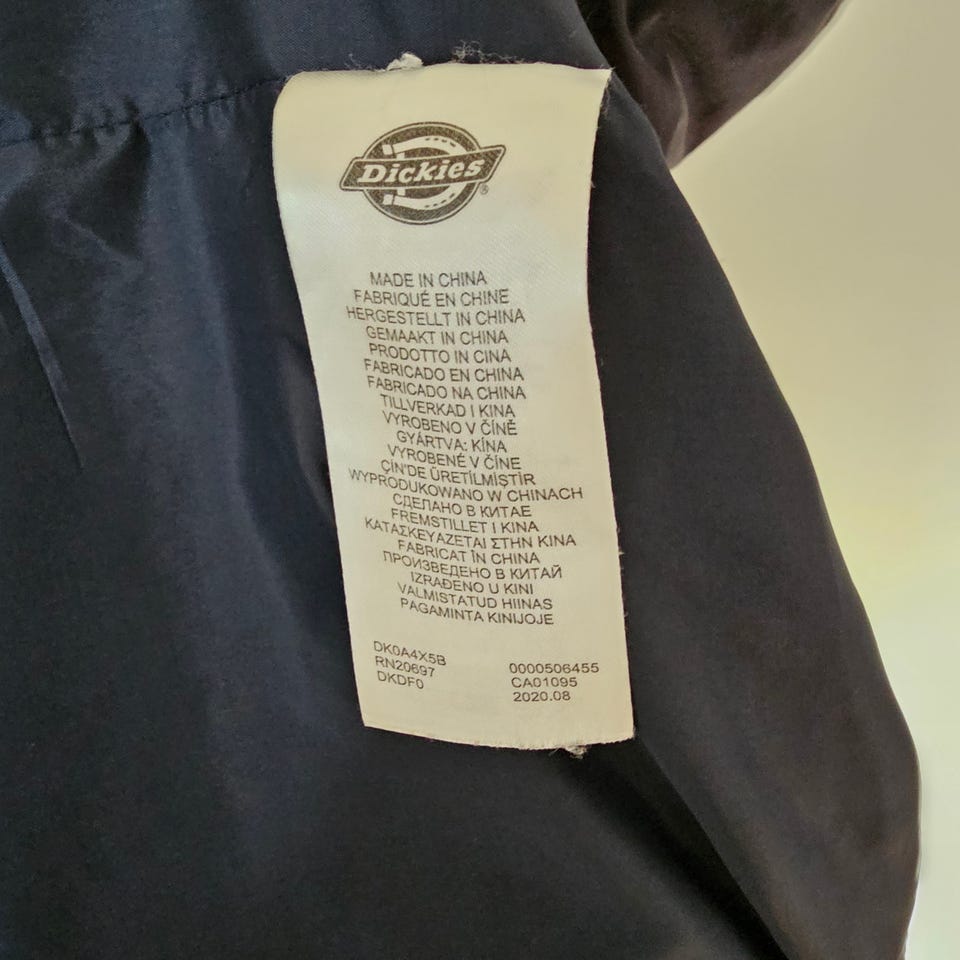 Dickies®
MADE IN CHINA
FABRIQUÉ EN CHINE
HERGESTELLT IN CHINA
GEMAAKT IN CHINA
PRODOTTO IN CINA
FABRICADO EN CHINA
FABRICADO NA CHINA
TILLVERKAD I KINA
VYROBENO V ČÍNĚ
GYÁRTVA: KÍNA
VYROBENÉ V ČÍNE
ÇİN'DE ÜRETİLMİŞTİR
WYPRODUKOWANO W CHINACH
СДЕЛАНО В КИТАЕ
FREMSTILLET I KINA
ΚΑΤΑΣΚΕΥΑΖΕΤΑΙ ΣΤΗΝ ΚΙΝΑ
FABRICAT ÎN CHINA
ПРОИЗВЕДЕНО В КИТАЙ
IZRAĐENO U KINI
VALMISTATUD HIINAS
PAGAMINTA KINIJOJE
DK0A4X5B
RN20697
DKDF0
0000506455
CA01095
2020.08